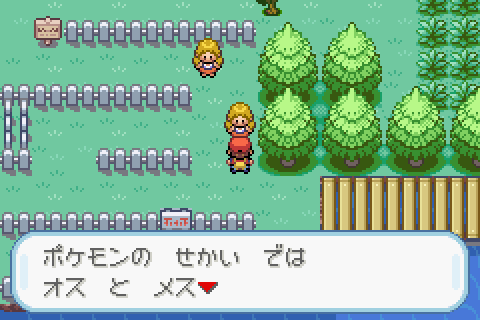 ポケモンの　せかい　では
オス　と　メス